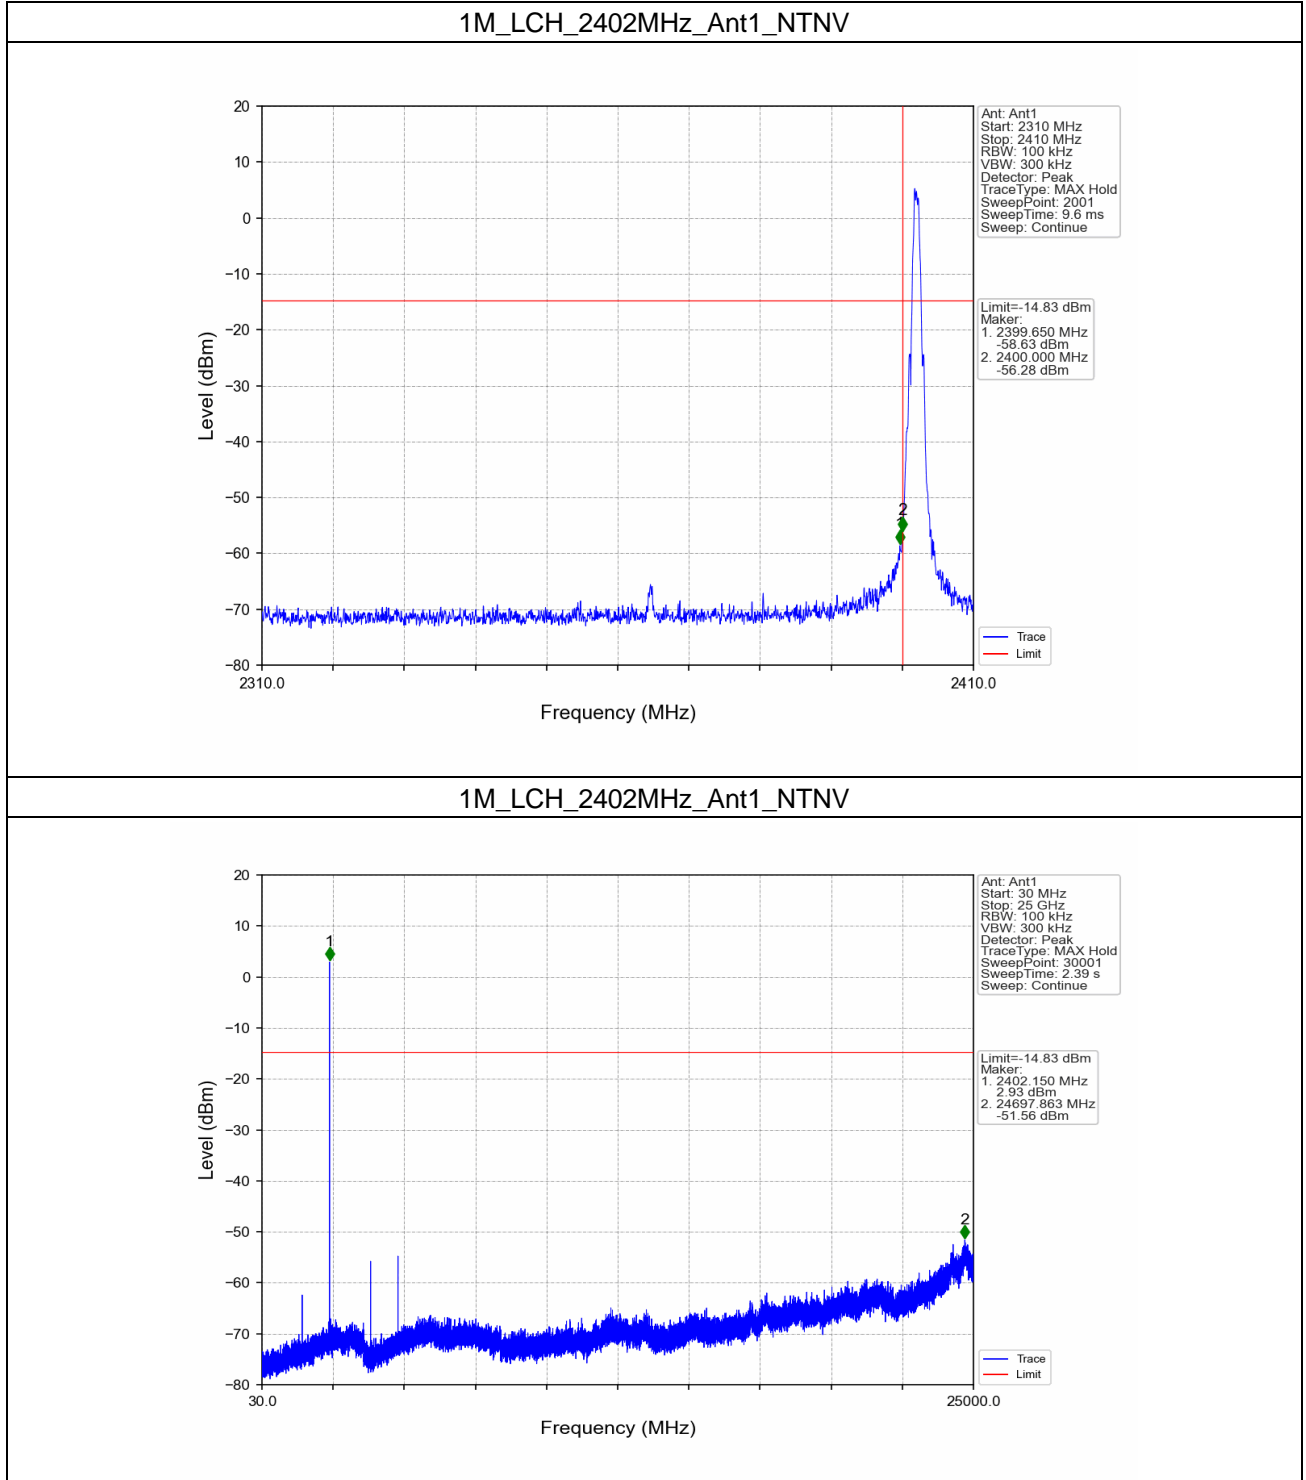 1M_LCH_2402MHz_Ant1_NTNV
20
10
0
−10
−20
−30
−40
−50
−60
−70
−80
Level (dBm)
2310.0
2410.0
Frequency (MHz)
2
Ant: Ant1
Start: 2310 MHz
Stop: 2410 MHz
RBW: 100 kHz
VBW: 300 kHz
Detector: Peak
TraceType: MAX Hold
SweepPoint: 2001
SweepTime: 9.6 ms
Sweep: Continue
Limit=-14.83 dBm
Maker:
1. 2399.650 MHz
-58.63 dBm
2. 2400.000 MHz
-56.28 dBm
Trace
Limit
1M_LCH_2402MHz_Ant1_NTNV
20
10
0
−10
−20
−30
−40
−50
−60
−70
−80
Level (dBm)
30.0
25000.0
Frequency (MHz)
1
2
Ant: Ant1
Start: 30 MHz
Stop: 25 GHz
RBW: 100 kHz
VBW: 300 kHz
Detector: Peak
TraceType: MAX Hold
SweepPoint: 30001
SweepTime: 2.39 s
Sweep: Continue
Limit=-14.83 dBm
Maker:
1. 2402.150 MHz
2.93 dBm
2. 24697.863 MHz
-51.56 dBm
Trace
Limit